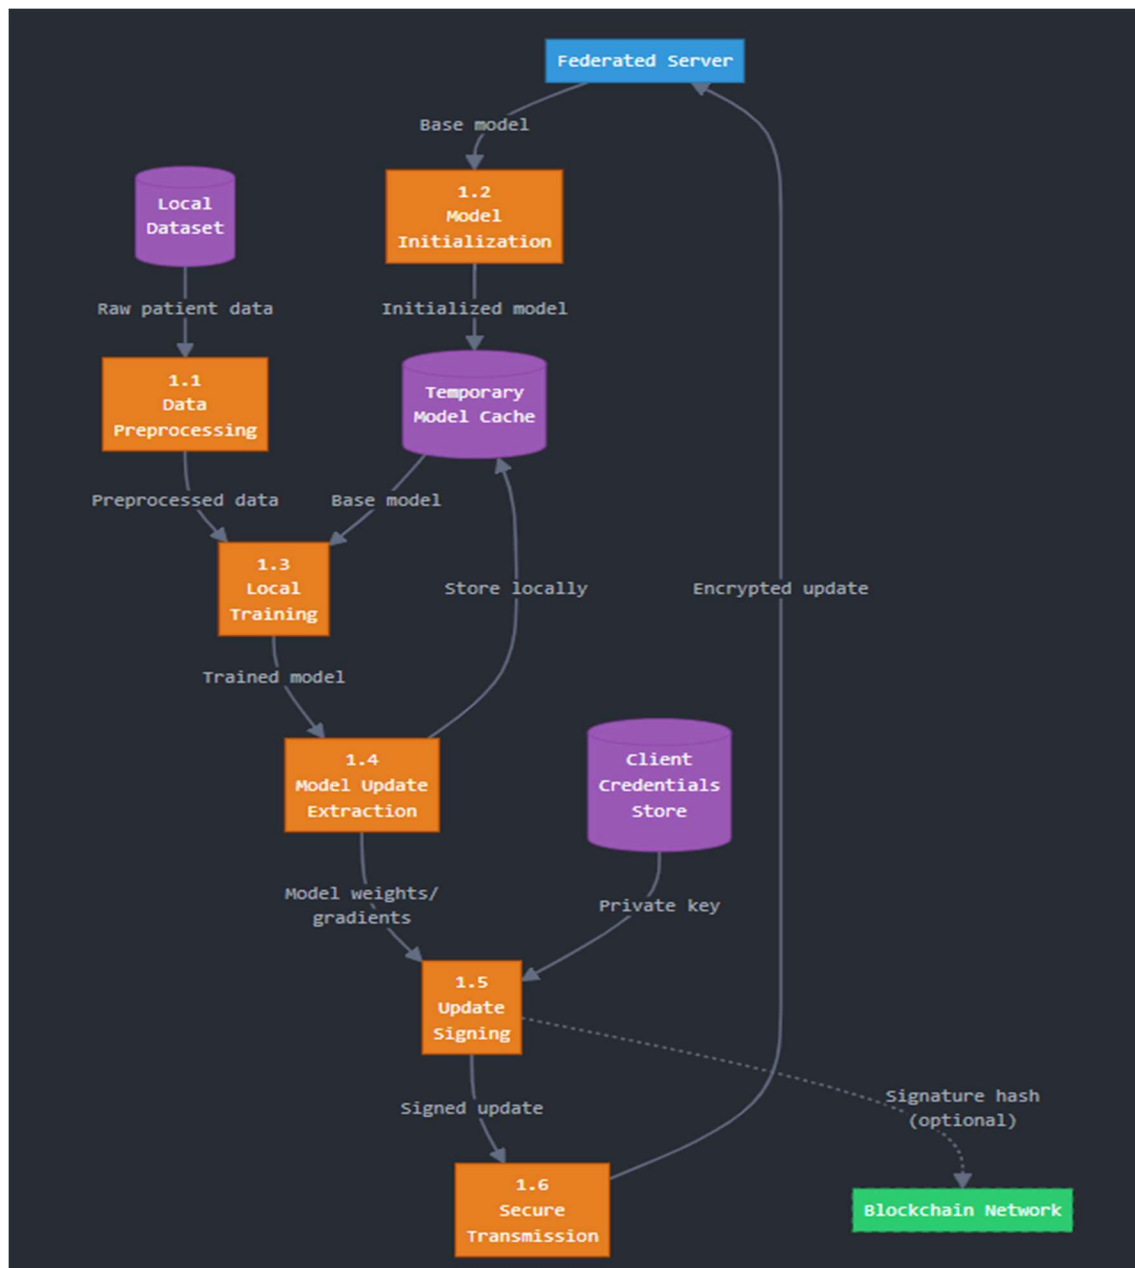 Federated Server
Base model
1.2
Model
Initialization
Local
Dataset
Raw patient data
Initialized model
1.1
Data
Preprocessing
Temporary
Model Cache
Preprocessed data
Base model
1.3
Local
Training
Store locally
Encrypted update
Trained model
1.4
Model Update
Extraction
Client
Credentials
Store
Model weights/
gradients
Private key
1.5
Update
Signing
Signed update
Signature hash
(optional)
1.6
Secure
Transmission
Blockchain Network